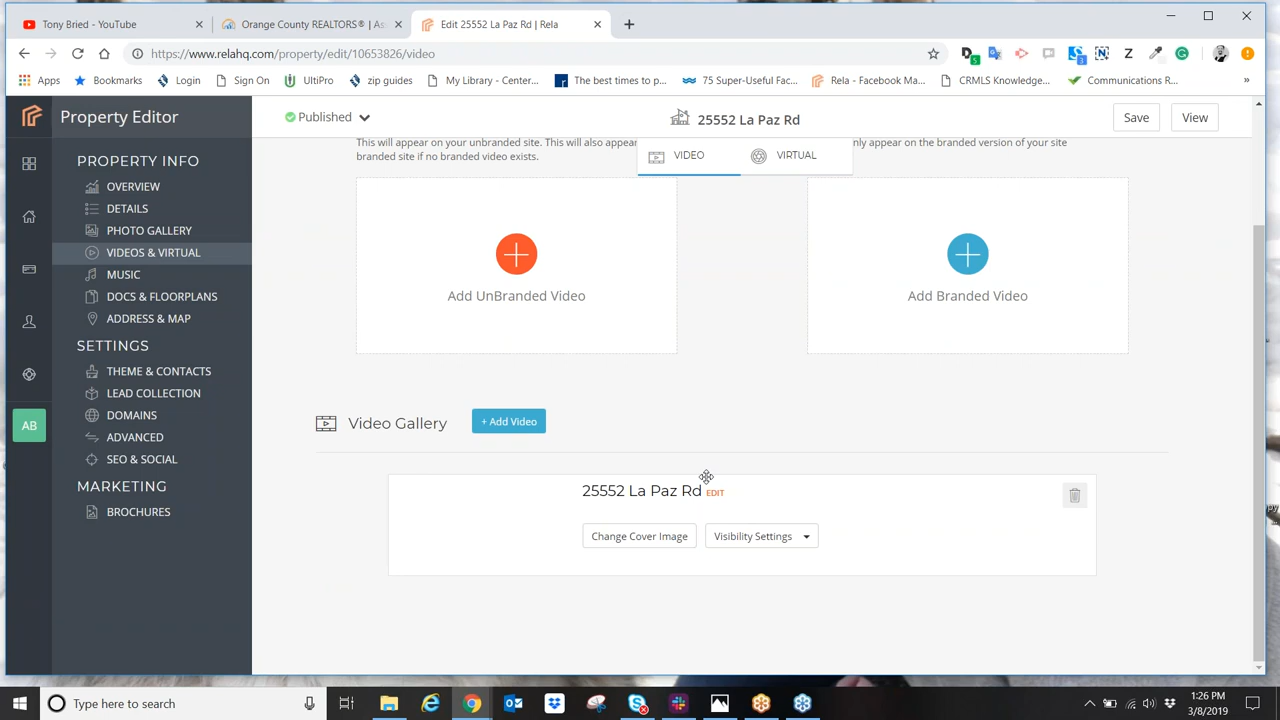 Tony Bried - YouTube
Orange County REALTORS® | As
Edit 25552 La Paz Rd | Rela
https://www.relahq.com/property/edit/10653826/video
Apps
Bookmarks
Login
Sign On
UltiPro
zip guides
My Library - Center...
The best times to p...
75 Super-Useful Fac...
Rela - Facebook Ma...
CRMLS Knowledge...
Communications R...
»
Property Editor
Published
25552 La Paz Rd
Save
View
PROPERTY INFO
OVERVIEW
DETAILS
PHOTO GALLERY
VIDEOS & VIRTUAL
MUSIC
DOCS & FLOORPLANS
ADDRESS & MAP
SETTINGS
THEME & CONTACTS
LEAD COLLECTION
DOMAINS
ADVANCED
SEO & SOCIAL
MARKETING
BROCHURES
AB
This will appear on your unbranded site. This will also appear
branded site if no branded video exists.
only appear on the branded version of your site
VIDEO
VIRTUAL
Add UnBranded Video
Add Branded Video
Video Gallery
+ Add Video
25552 La Paz Rd EDIT
Change Cover Image
Visibility Settings
Type here to search
1:26 PM
3/8/2019